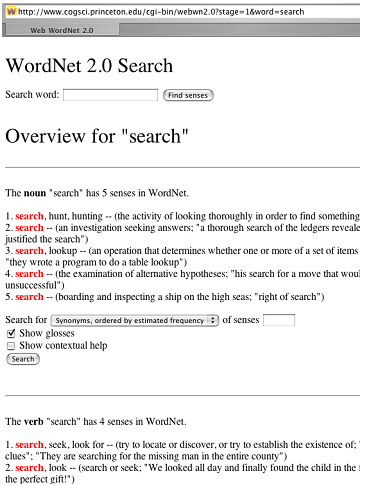 http://www.cogsci.princeton.edu/cgi-bin/webwn2.0?stage=1&word=search
Web WordNet 2.0
WordNet 2.0 Search
Search word: Find senses
Overview for "search"
The noun "search" has 5 senses in WordNet.
1. search, hunt, hunting -- (the activity of looking thoroughly in order to find something
2. search -- (an investigation seeking answers; "a thorough search of the ledgers reveale
justified the search")
3. search, lookup -- (an operation that determines whether one or more of a set of items
"they wrote a program to do a table lookup")
4. search -- (the examination of alternative hypotheses; "his search for a move that woul
unsuccessful")
5. search -- (boarding and inspecting a ship on the high seas; "right of search")
Search for Synonyms, ordered by estimated frequency of senses
Show glosses
Show contextual help
Search
The verb "search" has 4 senses in WordNet.
1. search, seek, look for -- (try to locate or discover, or try to establish the existence of; "
clues"; "They are searching for the missing man in the entire county")
2. search, look -- (search or seek; "We looked all day and finally found the child in the f
the perfect gift!")